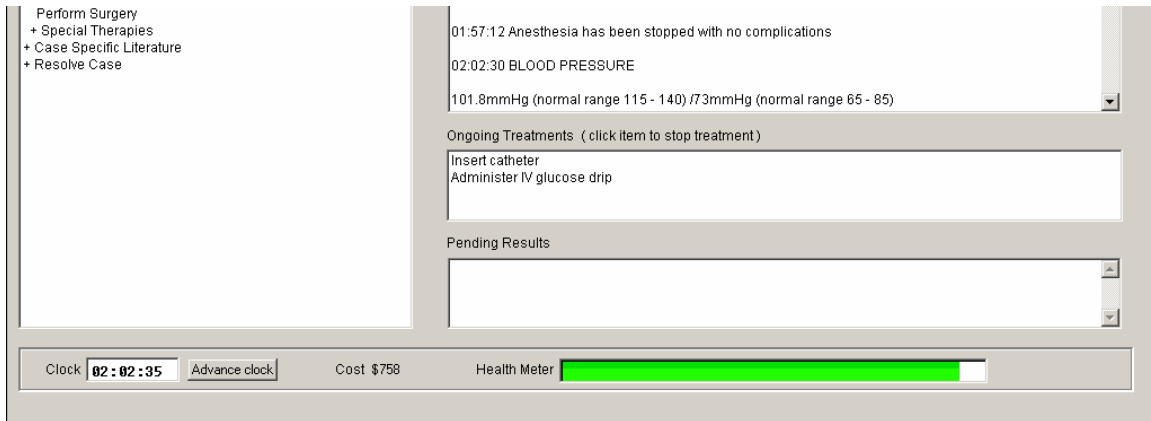 Perform Surgery
+ Special Therapies
+ Case Specific Literature
+ Resolve Case
01:57:12 Anesthesia has been stopped with no complications
02:02:30 BLOOD PRESSURE
101.8mmHg (normal range 115 - 140) /73mmHg (normal range 65 - 85)
Ongoing Treatments ( click item to stop treatment )
Insert catheter
Administer IV glucose drip
Pending Results
Clock 02:02:35 Advance clock Cost $758 Health Meter